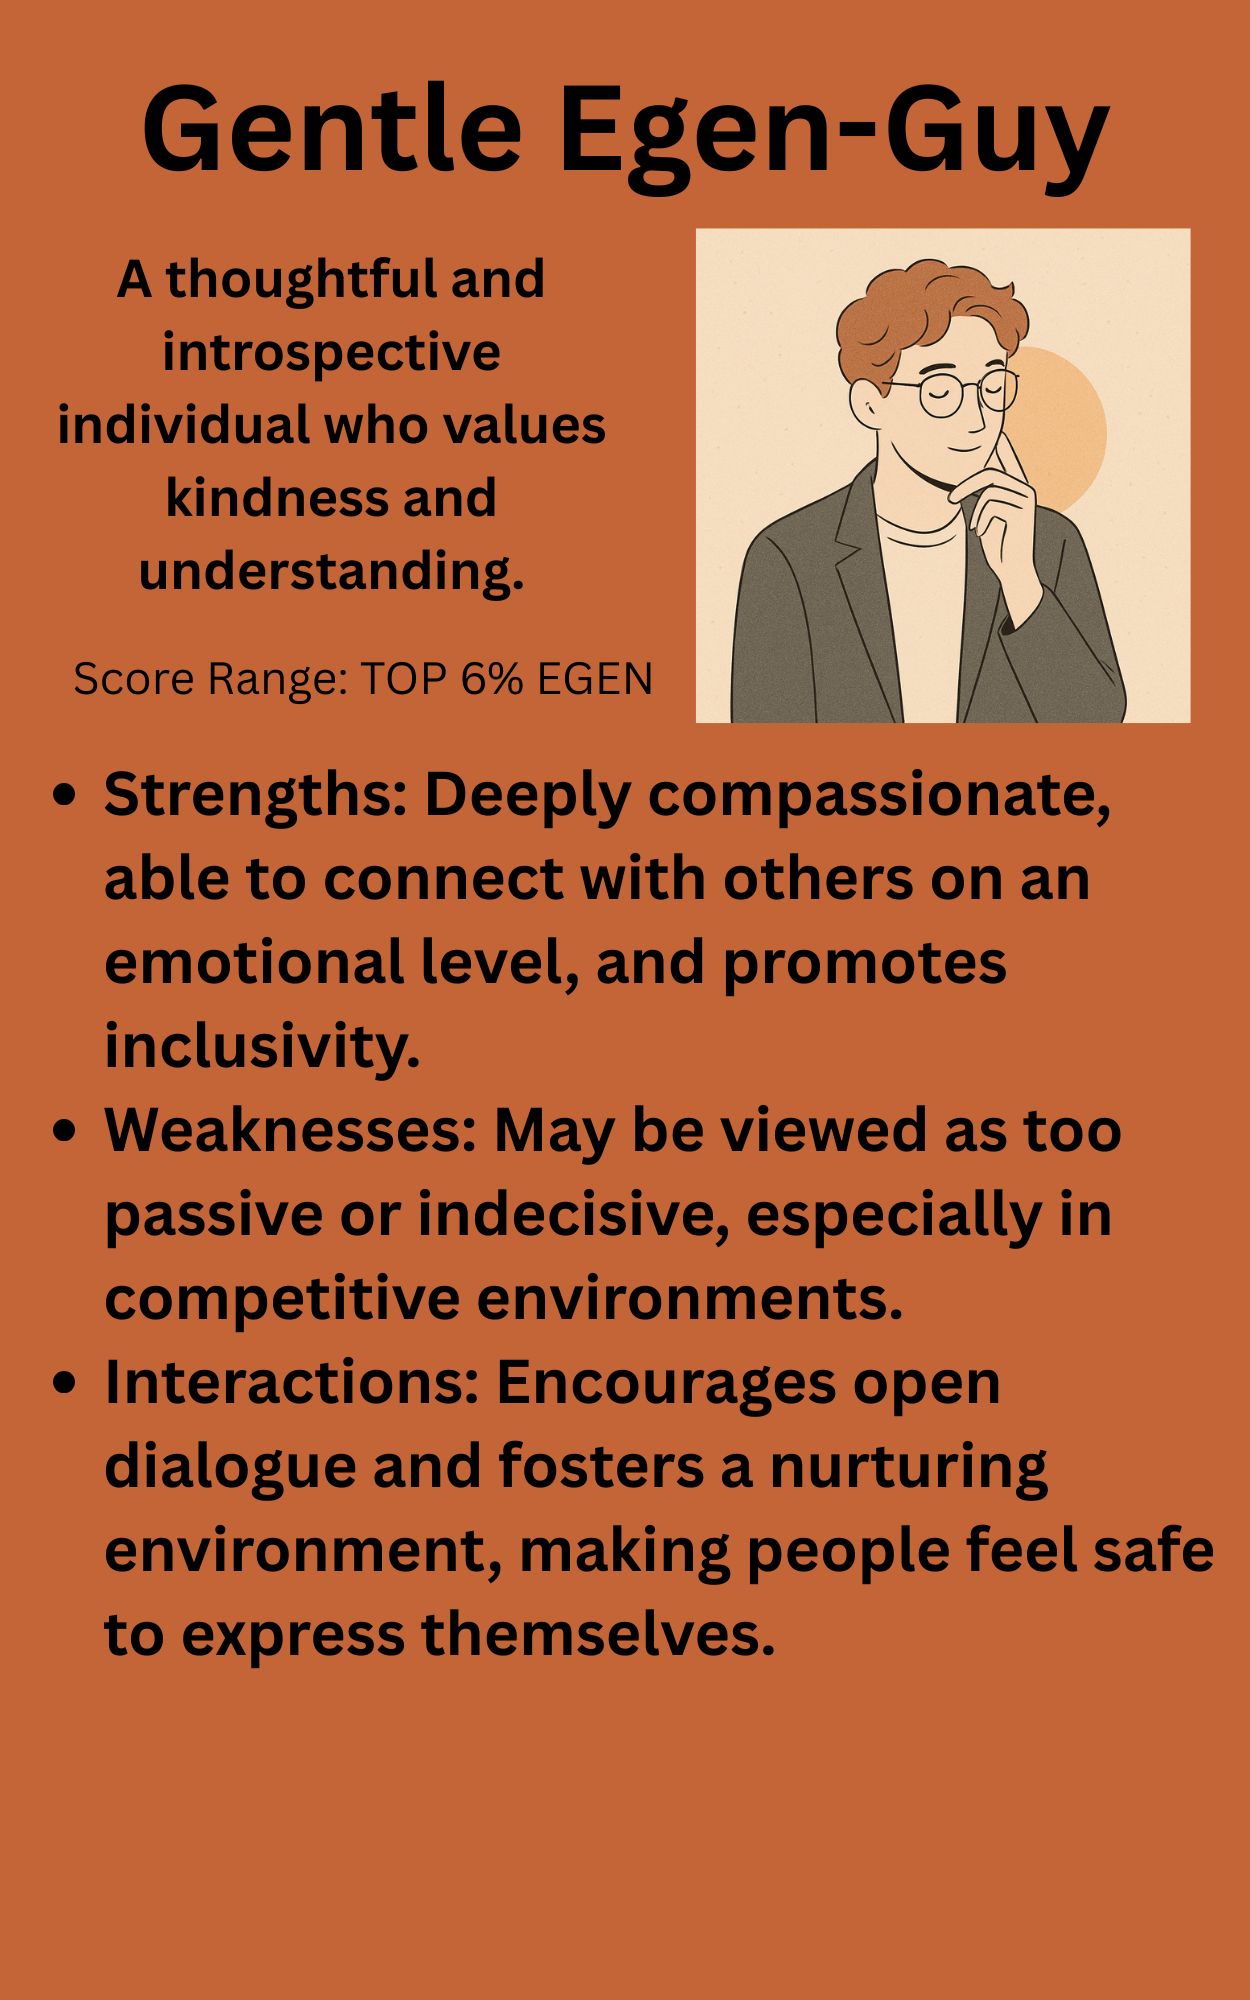 Gentle Egen-Guy
A thoughtful and
introspective
individual who values
kindness and
understanding.
Score Range: TOP 6% EGEN
• Strengths: Deeply compassionate,
able to connect with others on an
emotional level, and promotes
inclusivity.
• Weaknesses: May be viewed as too
passive or indecisive, especially in
competitive environments.
• Interactions: Encourages open
dialogue and fosters a nurturing
environment, making people feel safe
to express themselves.